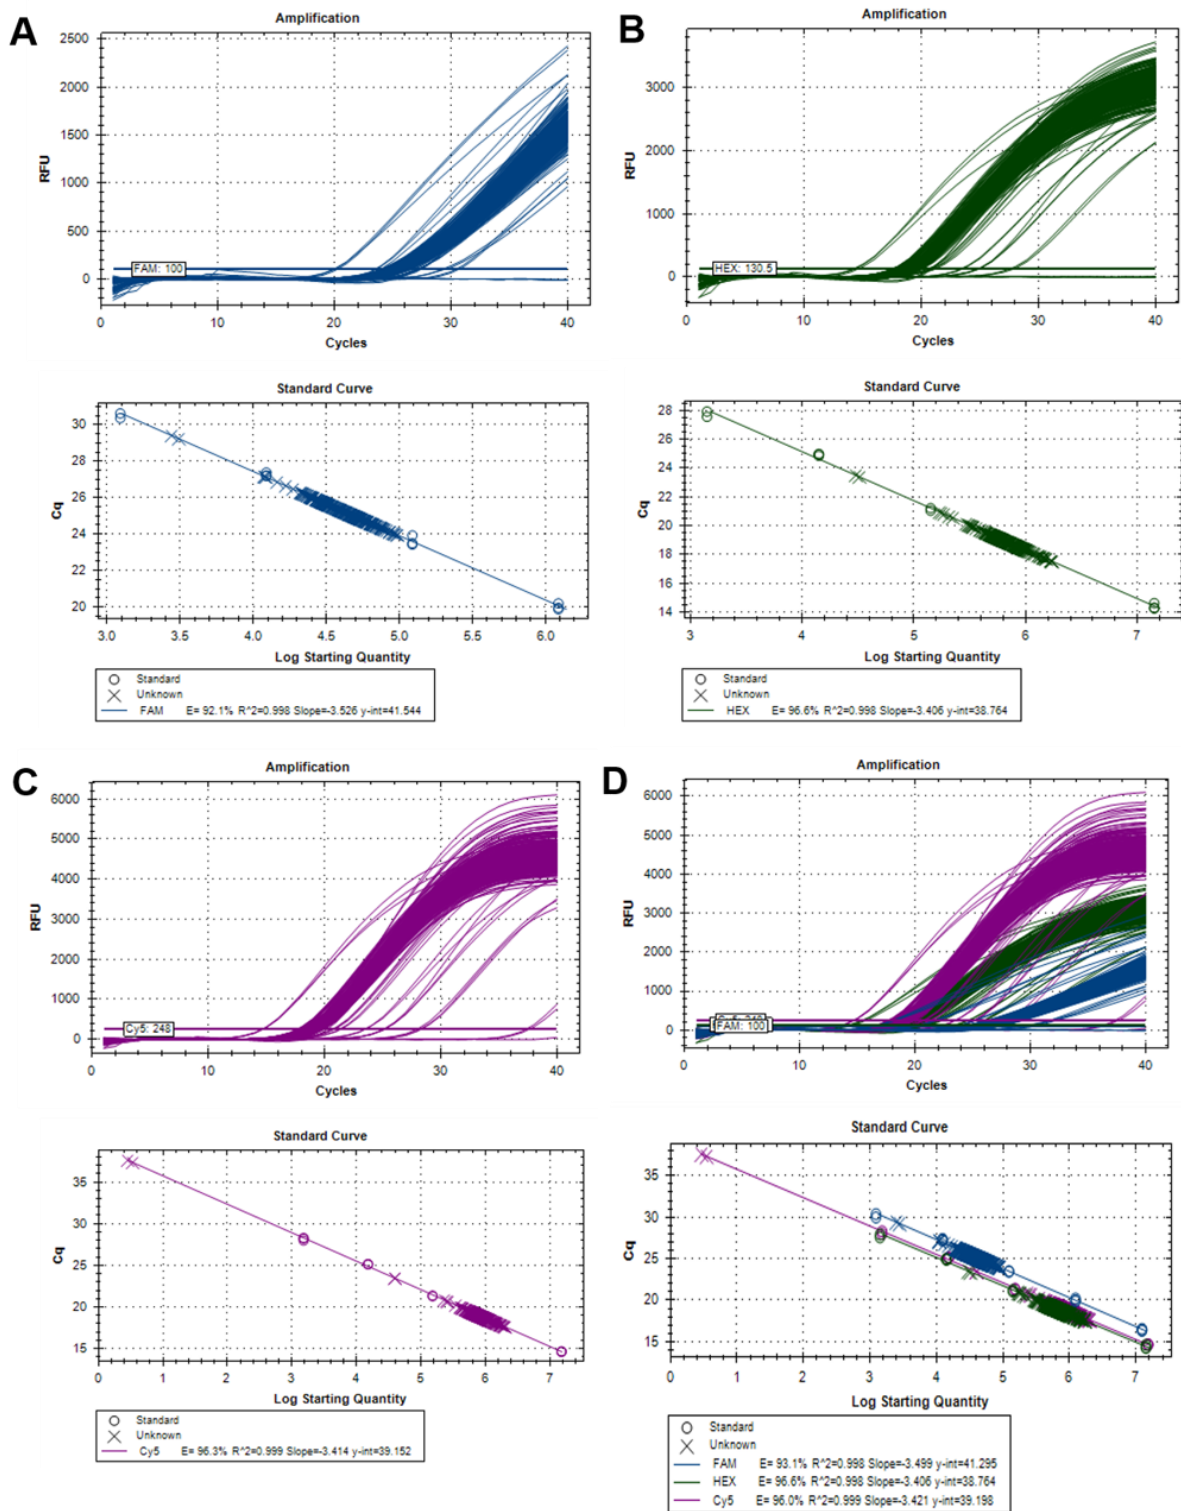 A
Amplification
2500
2000
1500
1000
500
0
RFU
FAM: 100
0 10 20 30 40
Cycles
Standard Curve
30
28
26
24
22
20
Cq
3.0 3.5 4.0 4.5 5.0 5.5 6.0
Log Starting Quantity
Standard
Unknown
FAM E= 92.1% R^2=0.998 Slope=-3.526 y-int=41.544
B
Amplification
3000
2000
1000
0
RFU
HEX: 130.5
0 10 20 30 40
Cycles
Standard Curve
28
26
24
22
20
18
16
14
Cq
3 4 5 6 7
Log Starting Quantity
Standard
Unknown
HEX E= 96.6% R^2=0.998 Slope=-3.406 y-int=38.764
C
Amplification
6000
5000
4000
3000
2000
1000
0
RFU
Cy5: 248
0 10 20 30 40
Cycles
Standard Curve
35
30
25
20
15
Cq
0 1 2 3 4 5 6 7
Log Starting Quantity
Standard
Unknown
Cy5 E= 96.3% R^2=0.999 Slope=-3.414 y-int=39.152
D
Amplification
6000
5000
4000
3000
2000
1000
0
RFU
FAM: 100
0 10 20 30 40
Cycles
Standard Curve
35
30
25
20
15
Cq
0 1 2 3 4 5 6 7
Log Starting Quantity
Standard
Unknown
FAM E= 93.1% R^2=0.998 Slope=-3.499 y-int=41.295
HEX E= 96.6% R^2=0.998 Slope=-3.406 y-int=38.764
Cy5 E= 96.0% R^2=0.999 Slope=-3.421 y-int=39.198